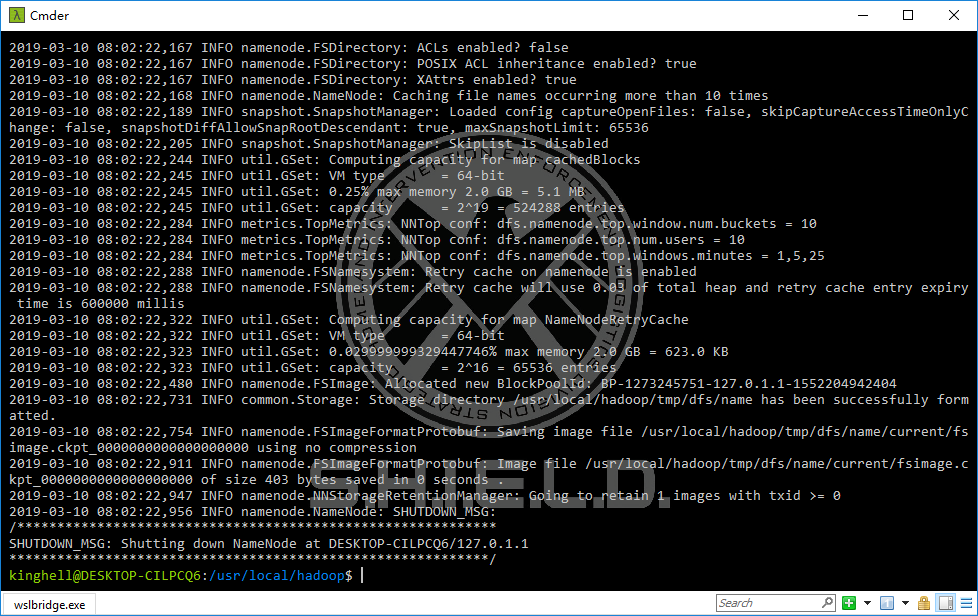 Cmder
2019-03-10 08:02:22,167 INFO namenode.FSDirectory: ACLs enabled? false
2019-03-10 08:02:22,167 INFO namenode.FSDirectory: POSIX ACL inheritance enabled? true
2019-03-10 08:02:22,167 INFO namenode.FSDirectory: XAttrs enabled? true
2019-03-10 08:02:22,168 INFO namenode.NameNode: Caching file names occurring more than 10 times
2019-03-10 08:02:22,189 INFO snapshot.SnapshotManager: Loaded config captureOpenFiles: false, skipCaptureAccessTimeOnlyC
hange: false, snapshotDiffAllowSnapRootDescendant: true, maxSnapshotLimit: 65536
2019-03-10 08:02:22,205 INFO snapshot.SnapshotManager: SkipList is disabled
2019-03-10 08:02:22,244 INFO util.GSet: Computing capacity for map cachedBlocks
2019-03-10 08:02:22,245 INFO util.GSet: VM type       = 64-bit
2019-03-10 08:02:22,245 INFO util.GSet: 0.25% max memory 2.0 GB = 5.1 MB
2019-03-10 08:02:22,245 INFO util.GSet: capacity      = 2^19 = 524288 entries
2019-03-10 08:02:22,284 INFO metrics.TopMetrics: NNTop conf: dfs.namenode.top.window.num.buckets = 10
2019-03-10 08:02:22,284 INFO metrics.TopMetrics: NNTop conf: dfs.namenode.top.num.users = 10
2019-03-10 08:02:22,284 INFO metrics.TopMetrics: NNTop conf: dfs.namenode.top.windows.minutes = 1,5,25
2019-03-10 08:02:22,288 INFO namenode.FSNamesystem: Retry cache on namenode is enabled
2019-03-10 08:02:22,288 INFO namenode.FSNamesystem: Retry cache will use 0.03 of total heap and retry cache entry expiry
 time is 600000 millis
2019-03-10 08:02:22,322 INFO util.GSet: Computing capacity for map NameNodeRetryCache
2019-03-10 08:02:22,322 INFO util.GSet: VM type       = 64-bit
2019-03-10 08:02:22,323 INFO util.GSet: 0.029999999329447746% max memory 2.0 GB = 623.0 KB
2019-03-10 08:02:22,323 INFO util.GSet: capacity      = 2^16 = 65536 entries
2019-03-10 08:02:22,480 INFO namenode.FSImage: Allocated new BlockPoolId: BP-1273245751-127.0.1.1-1552204942404
2019-03-10 08:02:22,731 INFO common.Storage: Storage directory /usr/local/hadoop/tmp/dfs/name has been successfully form
atted.
2019-03-10 08:02:22,754 INFO namenode.FSImageFormatProtobuf: Saving image file /usr/local/hadoop/tmp/dfs/name/current/fs
image.ckpt_0000000000000000000 using no compression
2019-03-10 08:02:22,911 INFO namenode.FSImageFormatProtobuf: Image file /usr/local/hadoop/tmp/dfs/name/current/fsimage.c
kpt_0000000000000000000 of size 403 bytes saved in 0 seconds .
2019-03-10 08:02:22,947 INFO namenode.NNStorageRetentionManager: Going to retain 1 images with txid >= 0
2019-03-10 08:02:22,956 INFO namenode.NameNode: SHUTDOWN_MSG:
/************************************************************
SHUTDOWN_MSG: Shutting down NameNode at DESKTOP-CILPCQ6/127.0.1.1
************************************************************/
kinghell@DESKTOP-CILPCQ6:/usr/local/hadoop$
S.H.I.E.L.D.
wslbridge.exe
Search